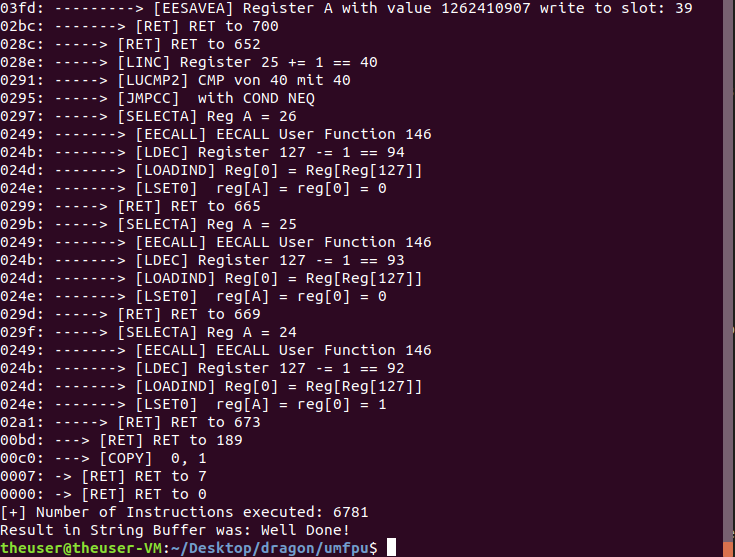 03fd: ---------> [EESAVEA] Register A with value 1262410907 write to slot: 39
02bc: -------> [RET] RET to 700
028c: -----> [RET] RET to 652
028e: -----> [LINC] Register 25 += 1 == 40
0291: -----> [LUCMP2] CMP von 40 mit 40
0295: -----> [JMPCC]  with COND NEQ
0297: -----> [SELECTA] Reg A = 26
0249: -------> [EECALL] EECALL User Function 146
024b: -------> [LDEC] Register 127 -= 1 == 94
024d: -------> [LOADIND] Reg[0] = Reg[Reg[127]]
024e: -------> [LSET0]  reg[A] = reg[0] = 0
0299: -----> [RET] RET to 665
029b: -----> [SELECTA] Reg A = 25
0249: -------> [EECALL] EECALL User Function 146
024b: -------> [LDEC] Register 127 -= 1 == 93
024d: -------> [LOADIND] Reg[0] = Reg[Reg[127]]
024e: -------> [LSET0]  reg[A] = reg[0] = 0
029d: -----> [RET] RET to 669
029f: -----> [SELECTA] Reg A = 24
0249: -------> [EECALL] EECALL User Function 146
024b: -------> [LDEC] Register 127 -= 1 == 92
024d: -------> [LOADIND] Reg[0] = Reg[Reg[127]]
024e: -------> [LSET0]  reg[A] = reg[0] = 1
02a1: -----> [RET] RET to 673
00bd: ---> [RET] RET to 189
00c0: ---> [COPY]  0, 1
0007: -> [RET] RET to 7
0000: -> [RET] RET to 0
[+] Number of Instructions executed: 6781
Result in String Buffer was: Well Done!
theuser@theuser-VM:~/Desktop/dragon/umfpu$